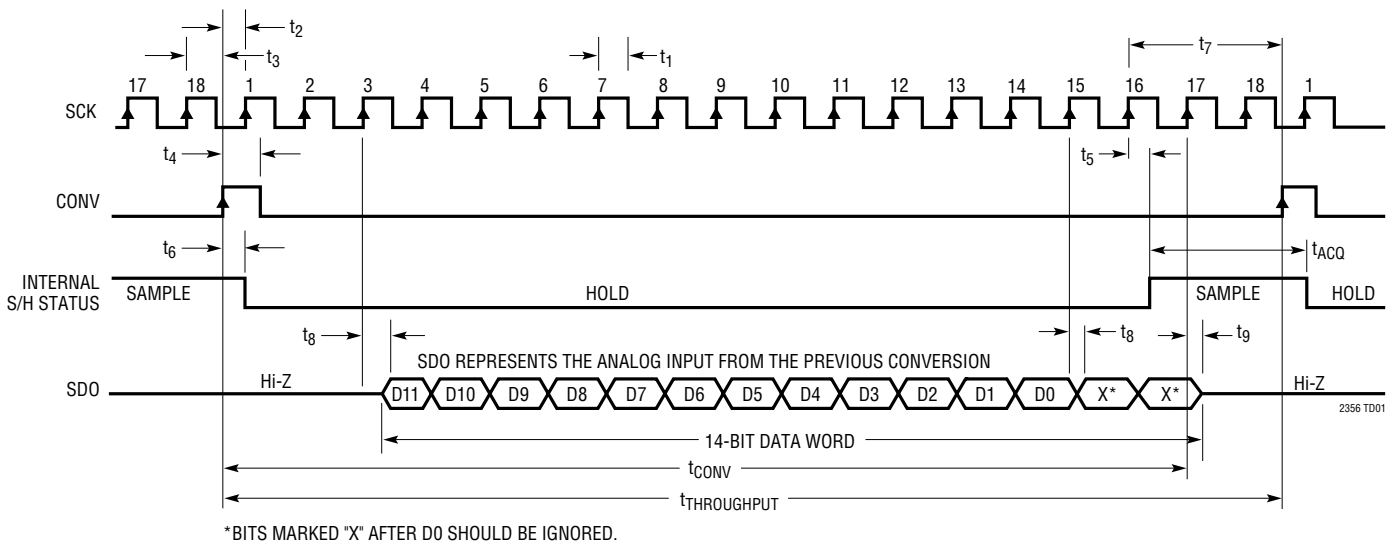 t2
t3
t1
t7
17 18 1 2 3 4 5 6 7 8 9 10 11 12 13 14 15 16 17 18 1
SCK
t4
t5
CONV
t6
tACQ
INTERNAL
S/H STATUS
SAMPLE
HOLD
SAMPLE
HOLD
t8
t8
t9
SDO REPRESENTS THE ANALOG INPUT FROM THE PREVIOUS CONVERSION
SDO
Hi-Z
D11 D10 D9 D8 D7 D6 D5 D4 D3 D2 D1 D0 X* X*
Hi-Z
2356 TD01
14-BIT DATA WORD
tCONV
tTHROUGHPUT
*BITS MARKED "X" AFTER D0 SHOULD BE IGNORED.